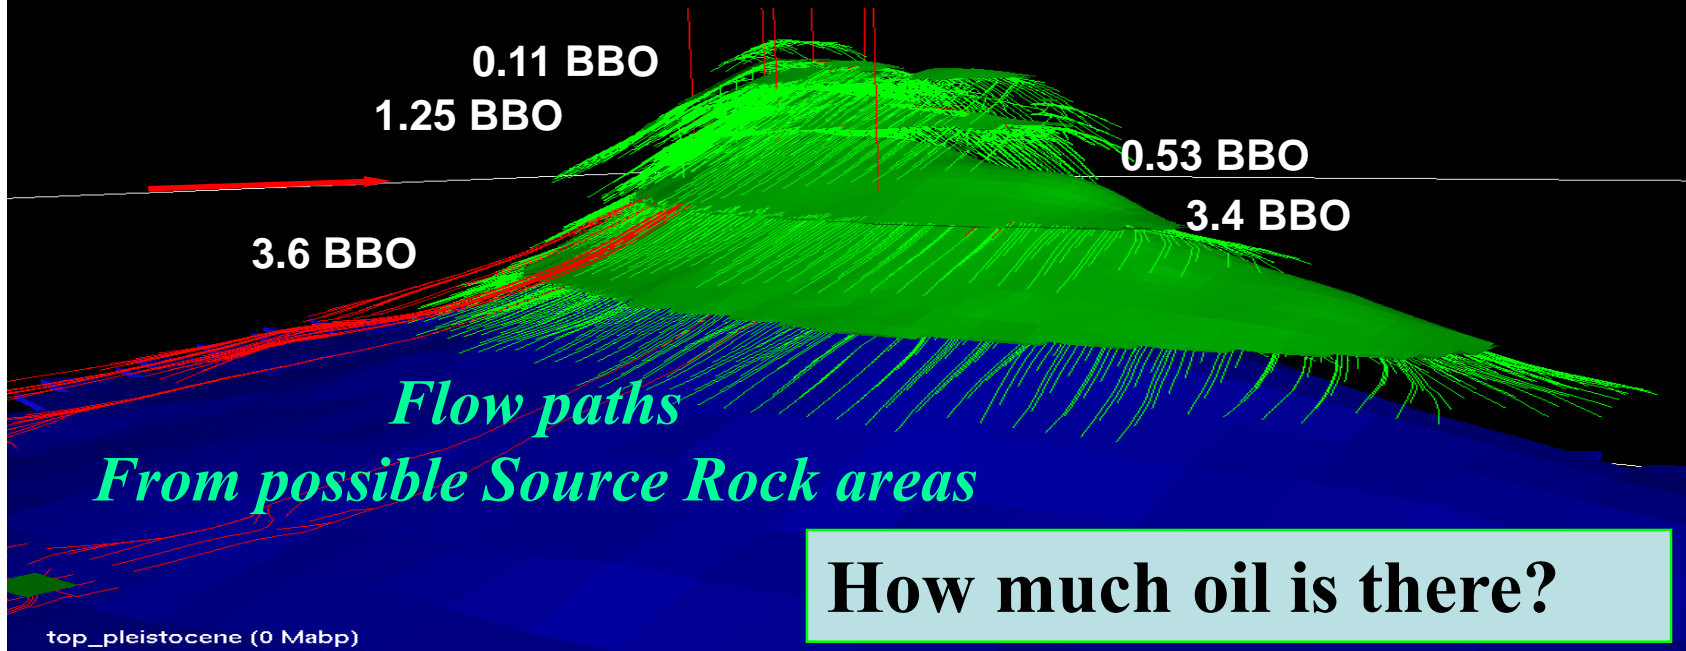 0.11 BBO
1.25 BBO
0.53 BBO
3.4 BBO
3.6 BBO
Flow paths
From possible Source Rock areas
How much oil is there?
top_pleistocene (0 Mabp)